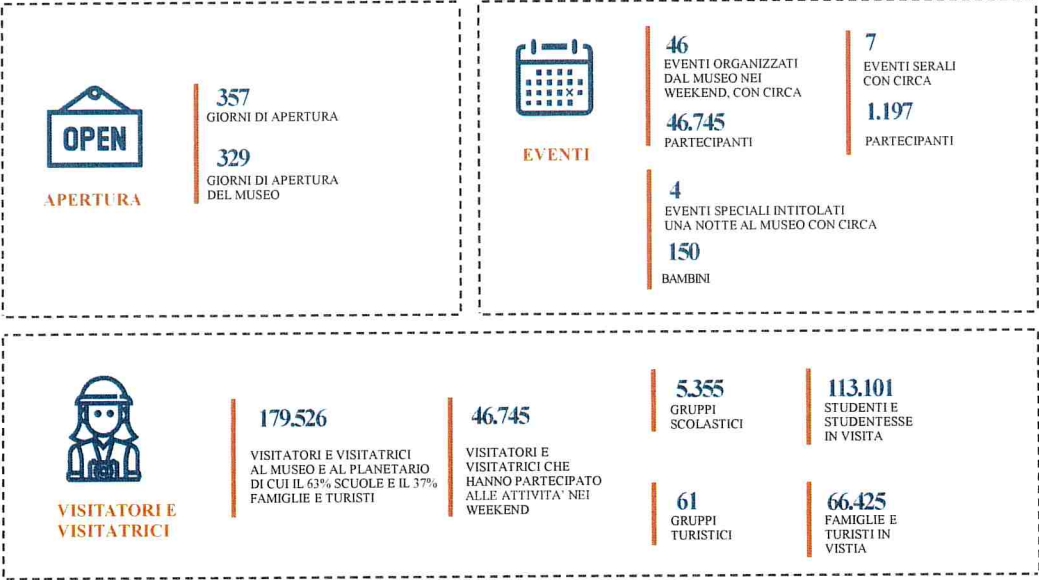 OPEN
APERTURA
357
GIORNI DI APERTURA
329
GIORNI DI APERTURA
DEL MUSEO
EVENTI
46
EVENTI ORGANIZZATI
DAL MUSEO NEI
WEEKEND, CON CIRCA
46.745
PARTECIPANTI
7
EVENTI SERALI
CON CIRCA
1.197
PARTECIPANTI
4
EVENTI SPECIALI INTITOLATI
UNA NOTTE AL MUSEO CON CIRCA
150
BAMBINI
VISITATORI E
VISITATRICI
179.526
VISITATORI E VISITATRICI
AL MUSEO E AL PLANETARIO
DI CUI IL 63% SCUOLE E IL 37%
FAMIGLIE E TURISTI
46.745
VISITATORI E
VISITATRICI CHE
HANNO PARTECIPATO
ALLE ATTIVITA' NEI
WEEKEND
5.355
GRUPPI
SCOLASTICI
113.101
STUDENTI E
STUDENTESSE
IN VISITA
61
GRUPPI
TURISTICI
66.425
FAMIGLIE E
TURISTI IN
VISTIA